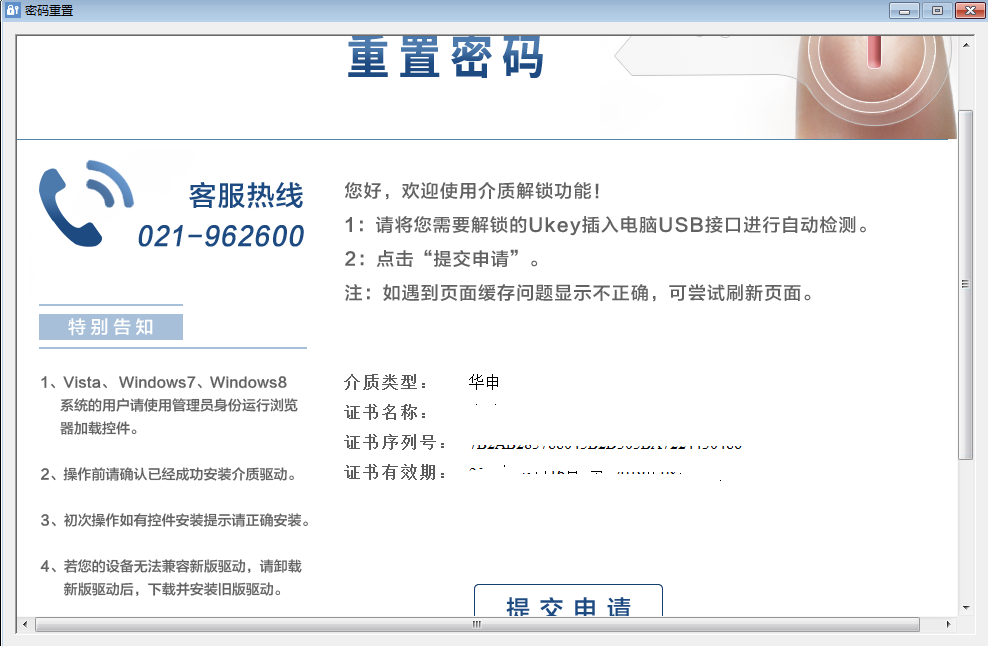 密码重置
重置密码
客服热线
021-962600
特别告知
1、Vista、Windows7、Windows8
系统的用户请使用管理员身份运行浏览
器加载控件。
2、操作前请确认已经成功安装介质驱动。
3、初次操作如有控件安装提示请正确安装。
4、若您的设备无法兼容新版驱动，请卸载
新版驱动后，下载并安装旧版驱动。
您好，欢迎使用介质解锁功能！
1：请将您需要解锁的Ukey插入电脑USB接口进行自动检测。
2：点击“提交申请”。
注：如遇到页面缓存问题显示不正确，可尝试刷新页面。
介质类型： 华申
证书名称：
证书序列号：
证书有效期：
提交申请